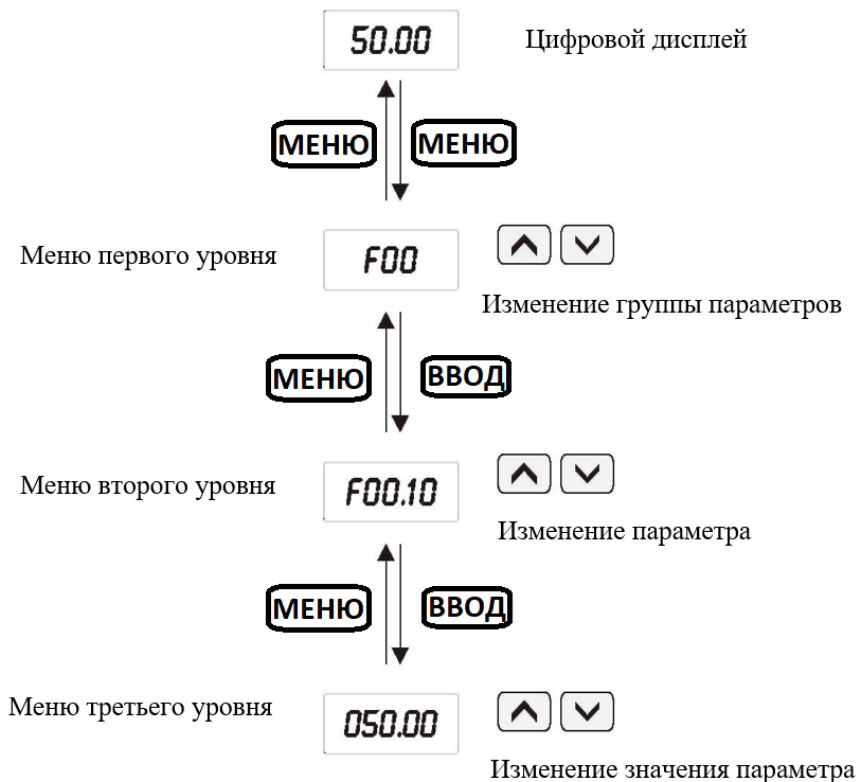 50.00 Цифровой дисплей
МЕНЮ МЕНЮ
Меню первого уровня F00
Изменение группы параметров
МЕНЮ ВВОД
Меню второго уровня F00.10
Изменение параметра
МЕНЮ ВВОД
Меню третьего уровня 050.00
Изменение значения параметра